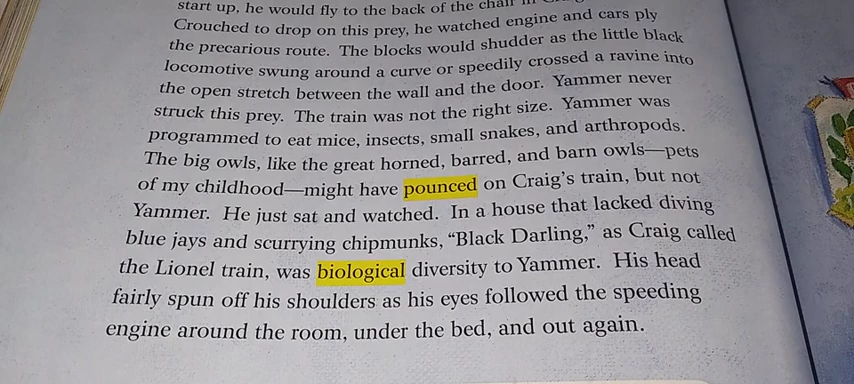 start up, he would fly to the back of the chair in
Crouched to drop on this prey, he watched engine and cars ply
the precarious route. The blocks would shudder as the little black
locomotive swung around a curve or speedily crossed a ravine into
the open stretch between the wall and the door. Yammer never
struck this prey. The train was not the right size. Yammer was
programmed to eat mice, insects, small snakes, and arthropods.
The big owls, like the great horned, barred, and barn owls—pets
of my childhood—might have pounced on Craig's train, but not
Yammer. He just sat and watched. In a house that lacked diving
blue jays and scurrying chipmunks, “Black Darling,” as Craig called
the Lionel train, was biological diversity to Yammer. His head
fairly spun off his shoulders as his eyes followed the speeding
engine around the room, under the bed, and out again.